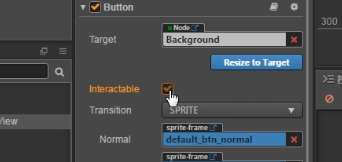 Button
Node
Target
Background
Resize to Target
Interactable
View
Transition
SPRITE
sprite-frame
Normal
default_btn_normal
sprite-frame
300